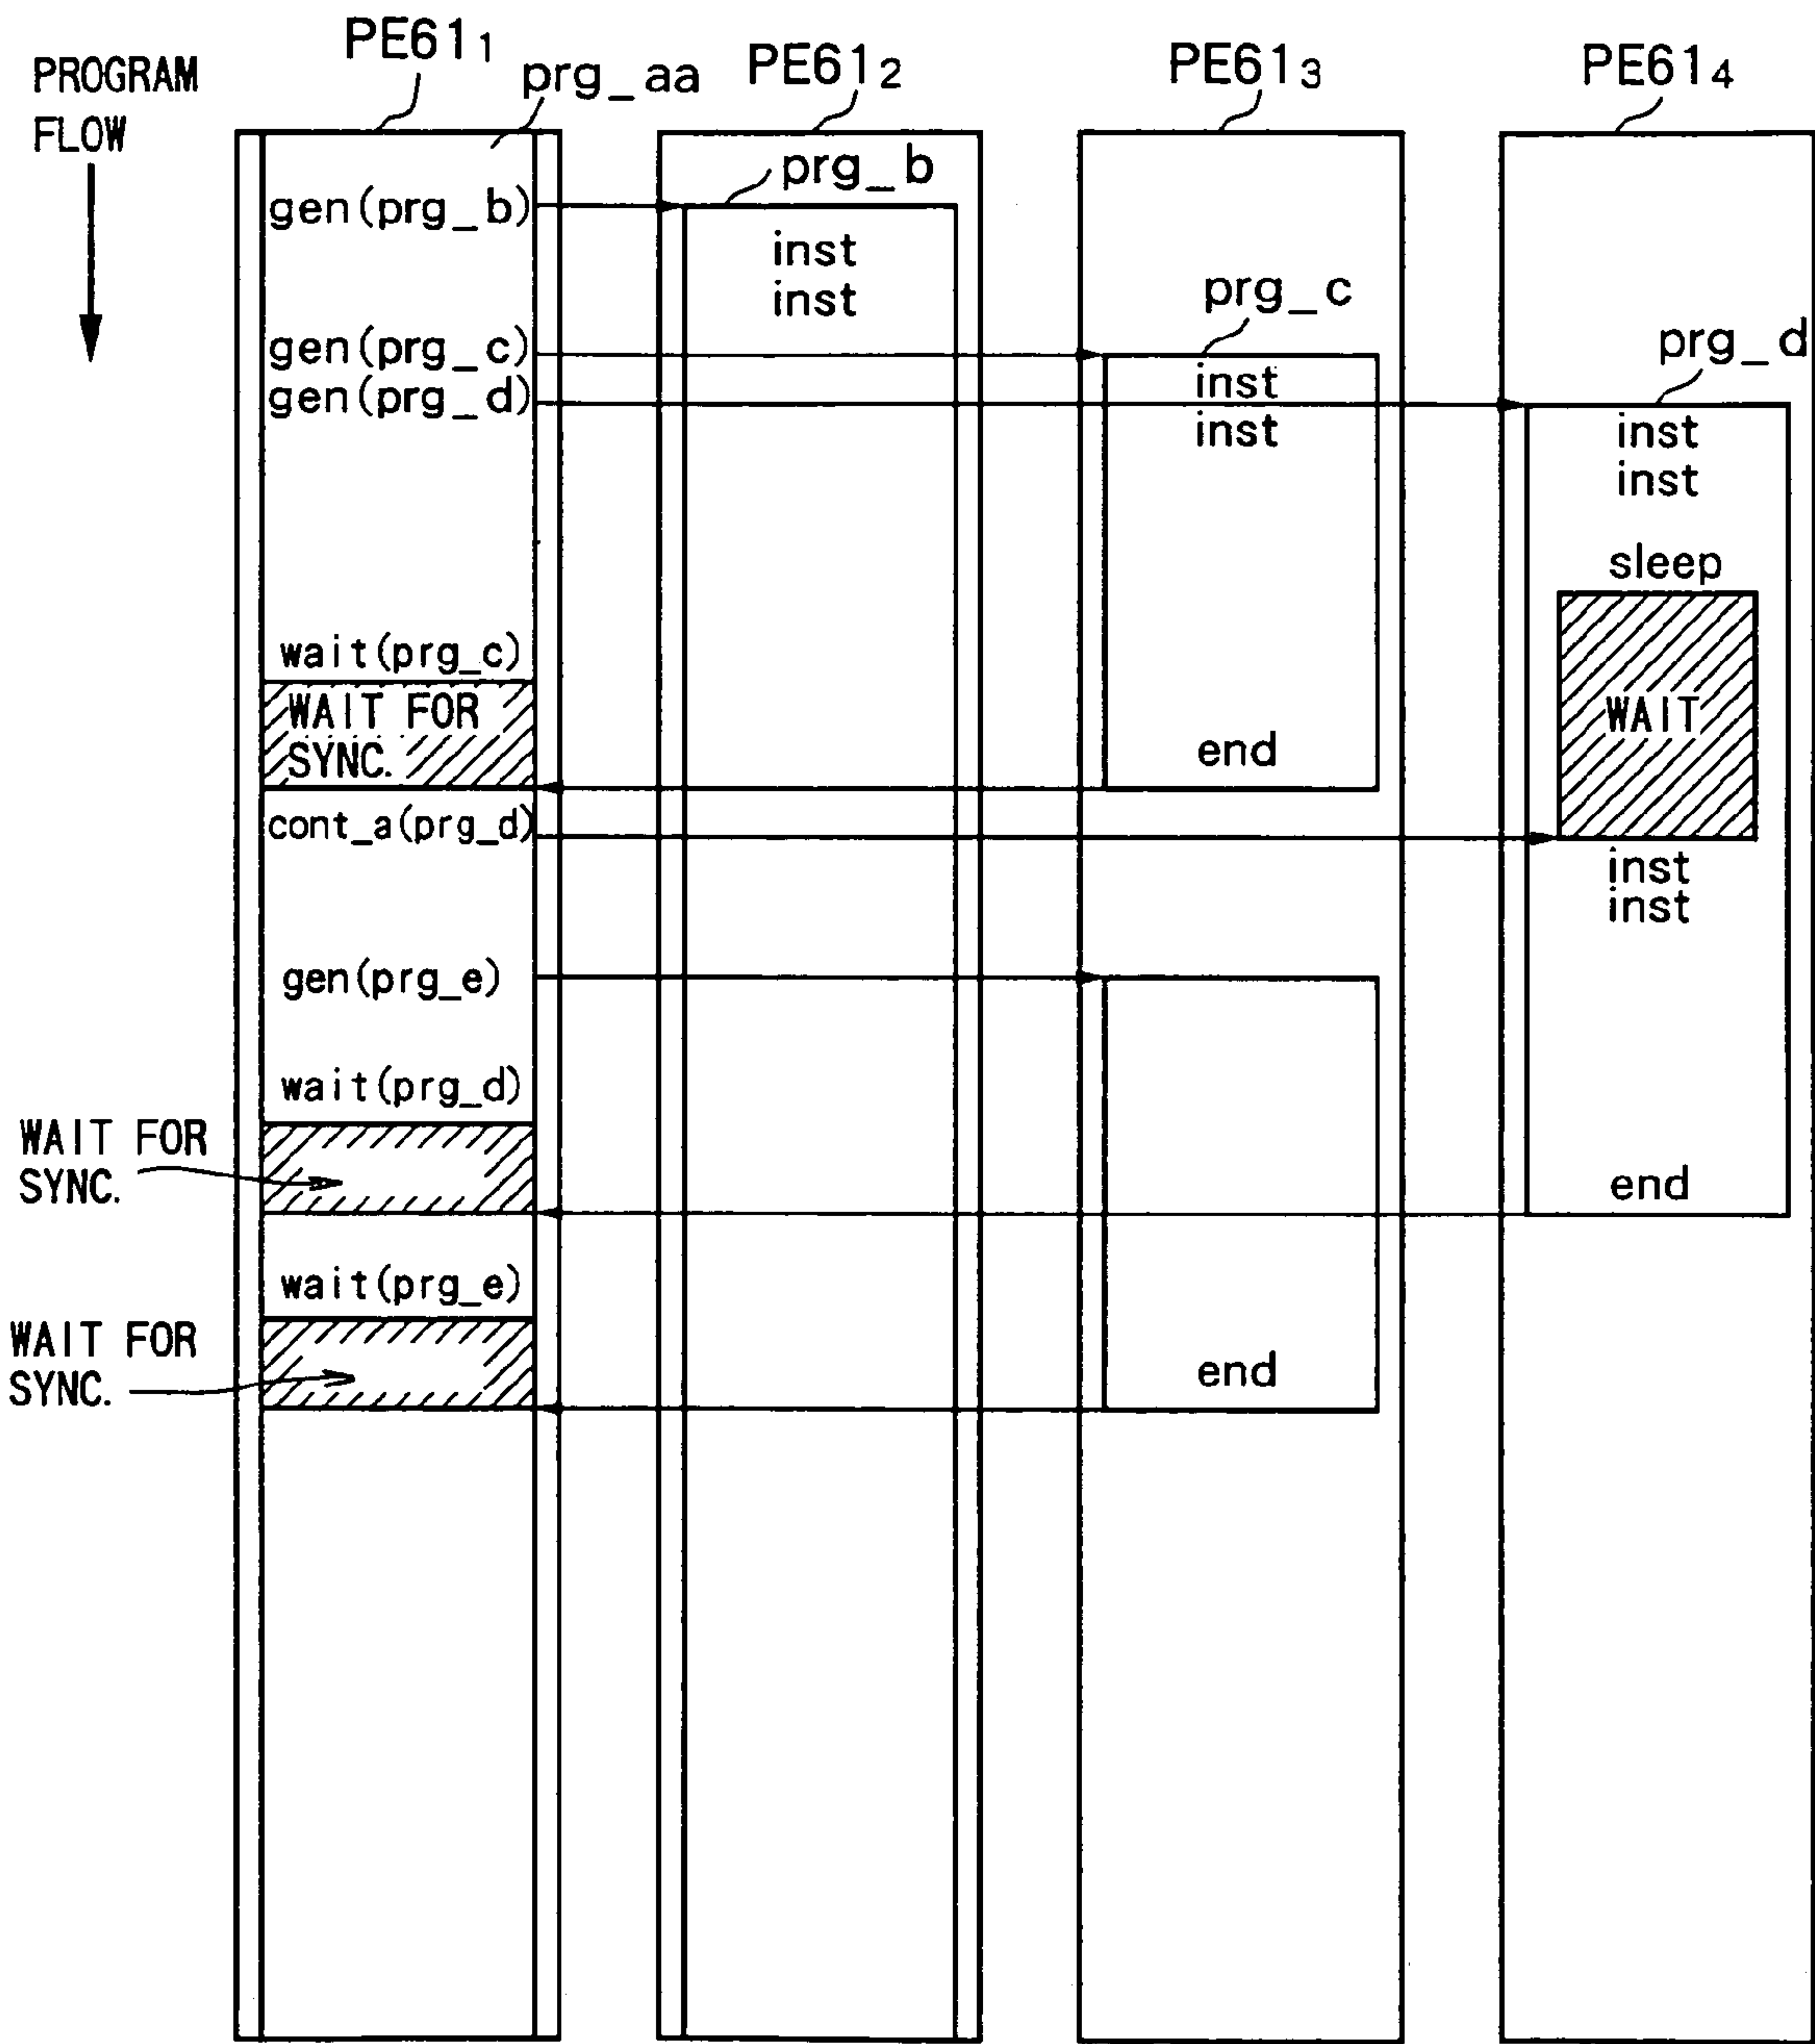 PROGRAM
FLOW
PE61₁
prg_aa
PE61₂
PE61₃
PE61₄
gen(prg_b)
prg_b
inst
inst
gen(prg_c)
gen(prg_d)
prg_c
inst
inst
prg_d
inst
inst
sleep
WAIT
wait(prg_c)
WAIT FOR
SYNC.
end
cont_a(prg_d)
inst
inst
gen(prg_e)
wait(prg_d)
WAIT FOR
SYNC.
end
wait(prg_e)
WAIT FOR
SYNC.
end